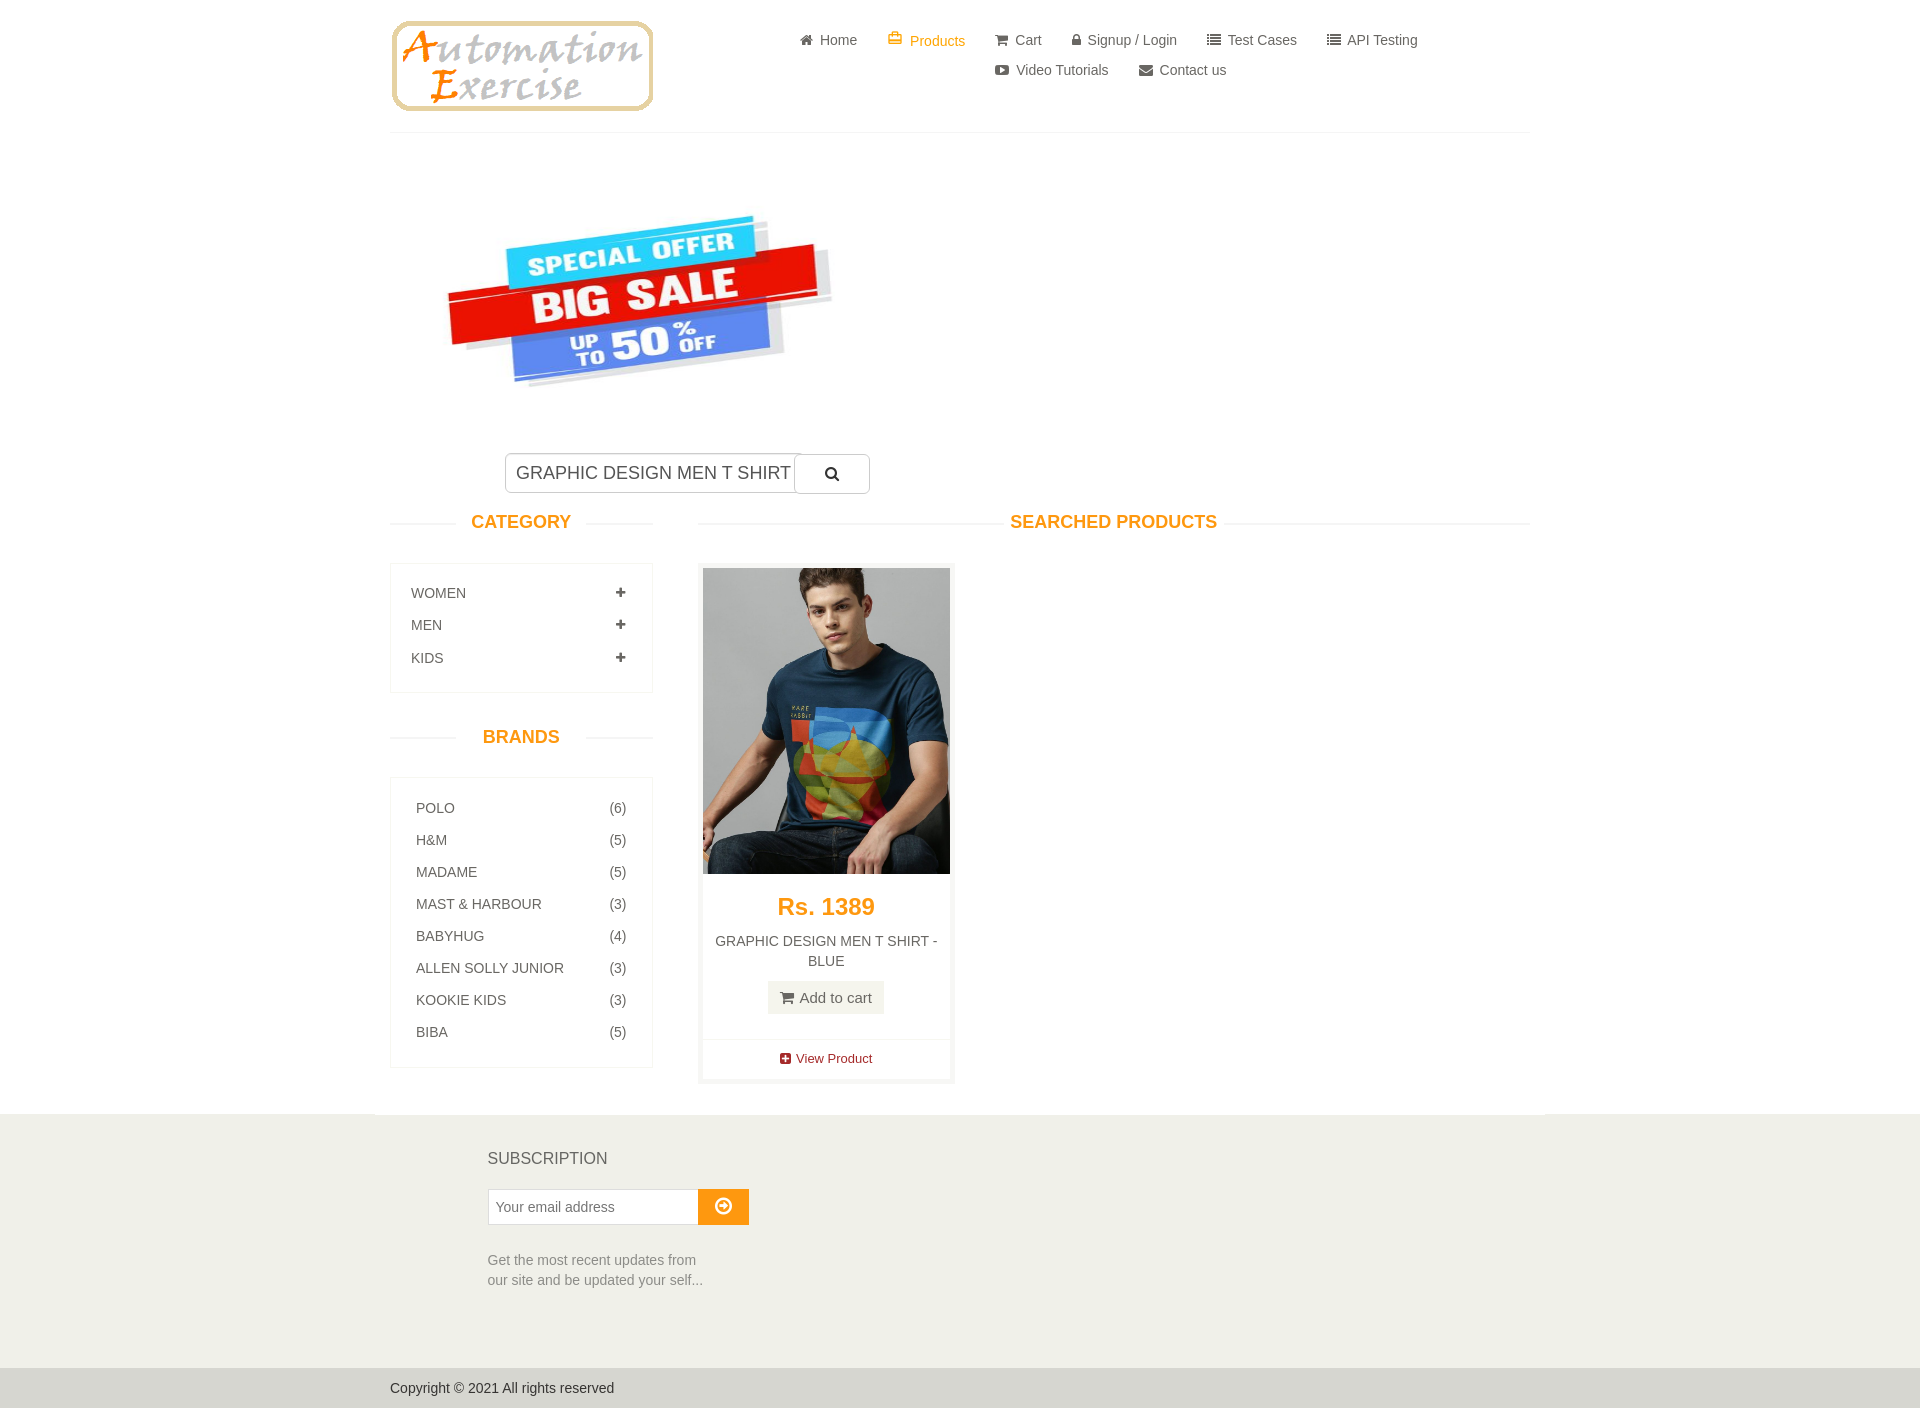 Automation
Exercise
Home
Products
Cart
Signup / Login
Test Cases
API Testing
Video Tutorials
Contact us
SPECIAL OFFER
BIG SALE
UP TO 50% OFF
GRAPHIC DESIGN MEN T SHIRT
CATEGORY
WOMEN
MEN
KIDS
BRANDS
POLO (6)
H&M (5)
MADAME (5)
MAST & HARBOUR (3)
BABYHUG (4)
ALLEN SOLLY JUNIOR (3)
KOOKIE KIDS (3)
BIBA (5)
SEARCHED PRODUCTS
HARE
RABBIT
Rs. 1389
GRAPHIC DESIGN MEN T SHIRT -
BLUE
Add to cart
View Product
SUBSCRIPTION
Your email address
Get the most recent updates from
our site and be updated your self...
Copyright © 2021 All rights reserved